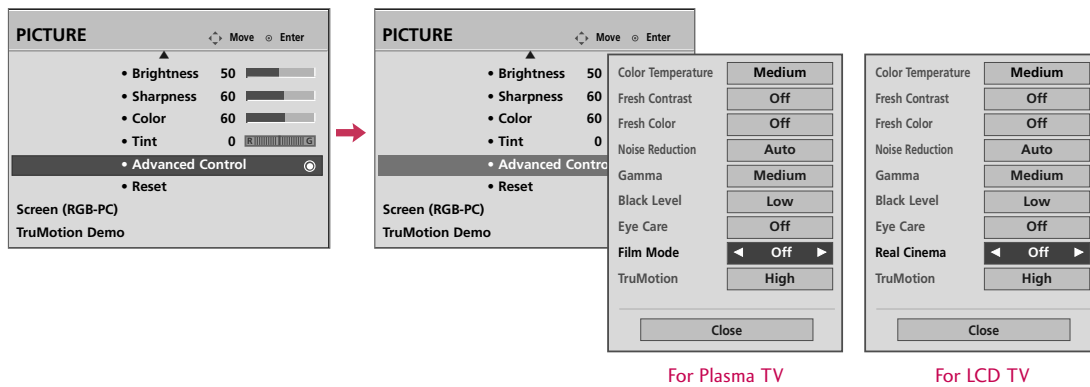 PICTURE
Move
Enter
• Brightness 50
• Sharpness 60
• Color 60
• Tint 0 R G
• Advanced Control
• Reset
Screen (RGB-PC)
TruMotion Demo
PICTURE
Move
Enter
• Brightness 50
• Sharpness 60
• Color 60
• Tint 0
• Advanced Contro
• Reset
Screen (RGB-PC)
TruMotion Demo
Color Temperature Medium
Fresh Contrast Off
Fresh Color Off
Noise Reduction Auto
Gamma Medium
Black Level Low
Eye Care Off
Film Mode ◄ Off ►
TruMotion High
Close
For Plasma TV
Color Temperature Medium
Fresh Contrast Off
Fresh Color Off
Noise Reduction Auto
Gamma Medium
Black Level Low
Eye Care Off
Real Cinema ◄ Off ►
TruMotion High
Close
For LCD TV